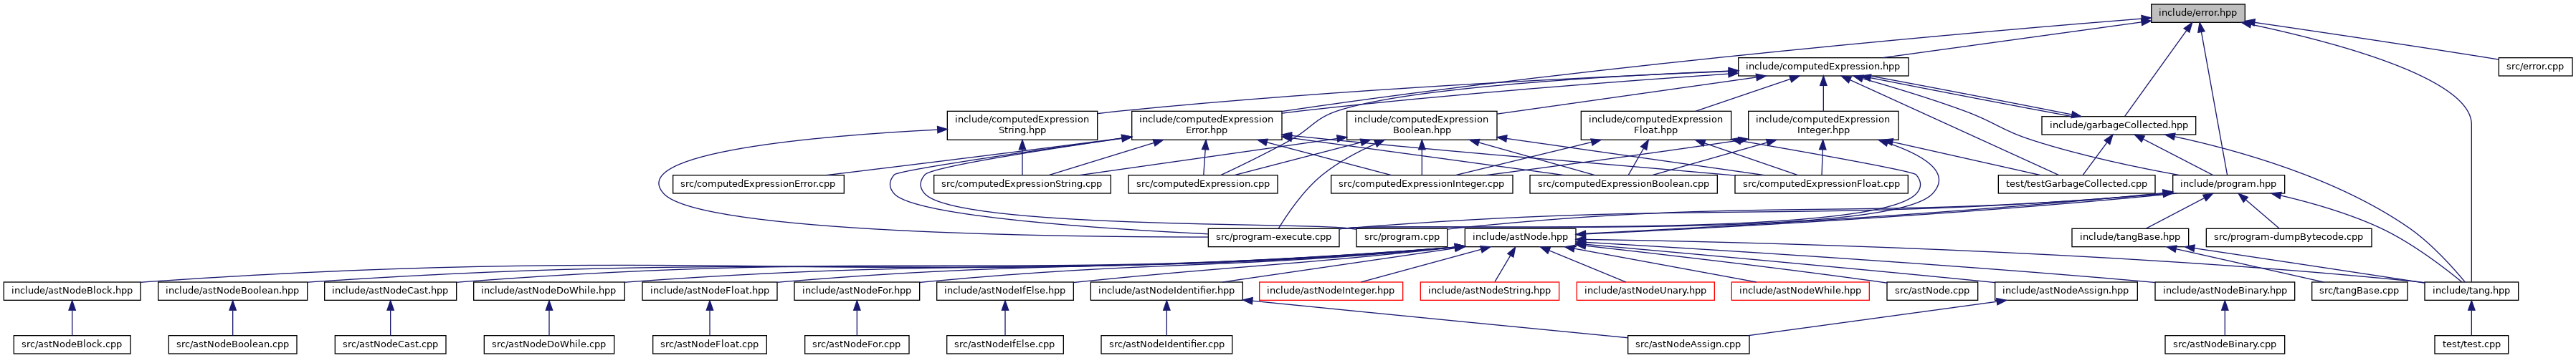 include/error.hpp
include/computedExpression.hpp
src/error.cpp
include/computedExpression
String.hpp
include/computedExpression
Error.hpp
include/computedExpression
Boolean.hpp
include/computedExpression
Float.hpp
include/computedExpression
Integer.hpp
include/garbageCollected.hpp
src/computedExpressionError.cpp
src/computedExpressionString.cpp
src/computedExpression.cpp
src/computedExpressionInteger.cpp
src/computedExpressionBoolean.cpp
src/computedExpressionFloat.cpp
test/testGarbageCollected.cpp
include/program.hpp
src/program-execute.cpp
src/program.cpp
include/astNode.hpp
include/tangBase.hpp
src/program-dumpBytecode.cpp
include/astNodeBlock.hpp
include/astNodeBoolean.hpp
include/astNodeCast.hpp
include/astNodeDoWhile.hpp
include/astNodeFloat.hpp
include/astNodeFor.hpp
include/astNodeIfElse.hpp
include/astNodeIdentifier.hpp
include/astNodeInteger.hpp
include/astNodeString.hpp
include/astNodeUnary.hpp
include/astNodeWhile.hpp
src/astNode.cpp
include/astNodeAssign.hpp
include/astNodeBinary.hpp
src/tangBase.cpp
include/tang.hpp
src/astNodeBlock.cpp
src/astNodeBoolean.cpp
src/astNodeCast.cpp
src/astNodeDoWhile.cpp
src/astNodeFloat.cpp
src/astNodeFor.cpp
src/astNodeIfElse.cpp
src/astNodeIdentifier.cpp
src/astNodeAssign.cpp
src/astNodeBinary.cpp
test/test.cpp